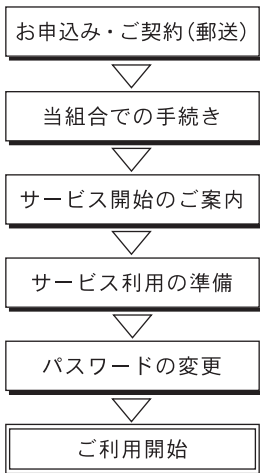 お申込み・ご契約(郵送)
当組合での手続き
サービス開始のご案内
サービス利用の準備
パスワードの変更
ご利用開始